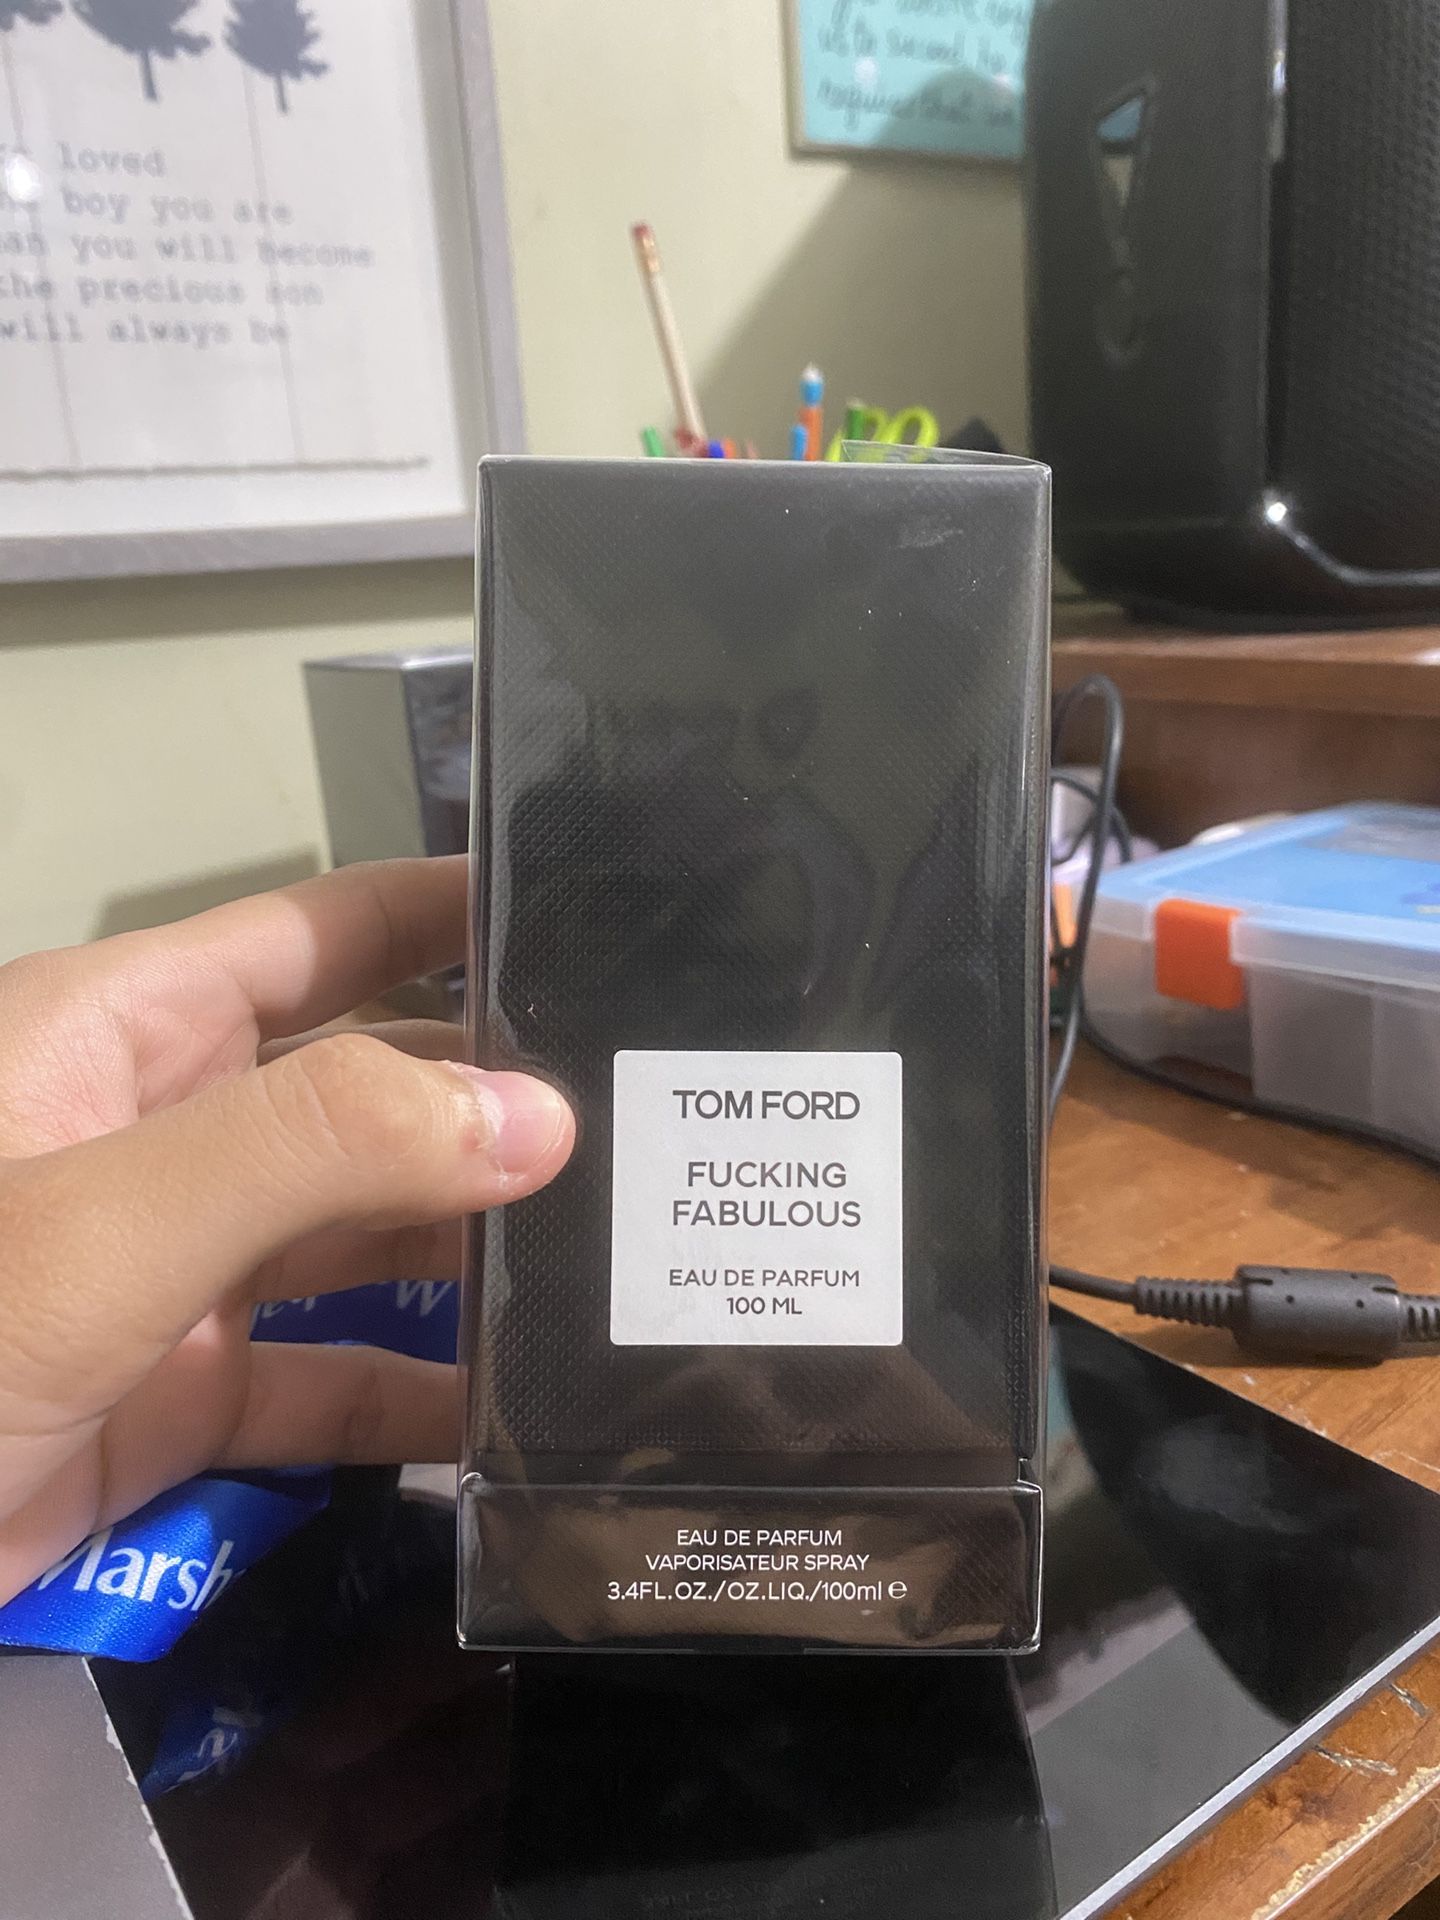 loved
boy you are
you will become
the precious son
will always be
TOM FORD
FUCKING
FABULOUS
EAU DE PARFUM
100 ML
EAU DE PARFUM
VAPORISATEUR SPRAY
3.4FL.OZ./OZ.LIQ./100ml ℮